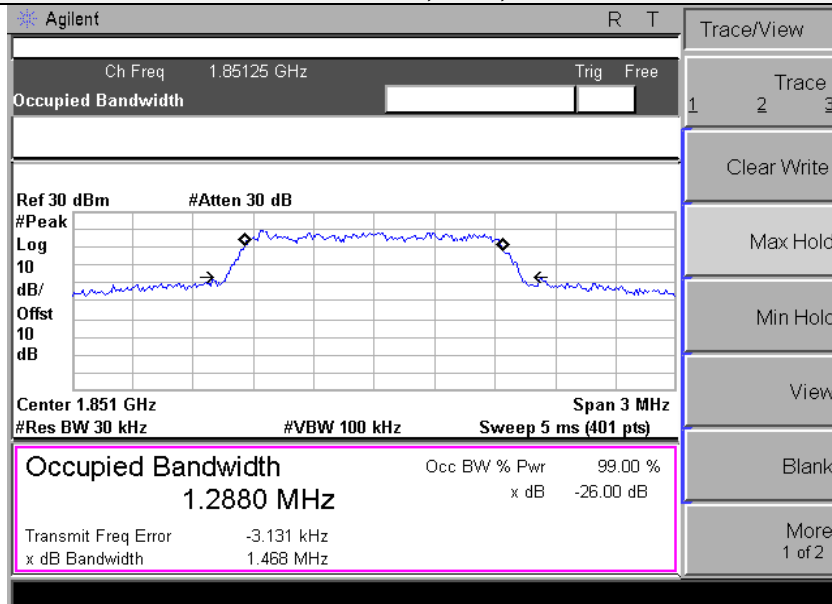 Agilent R T
Ch Freq 1.85125 GHz Trig Free
Occupied Bandwidth
Ref 30 dBm #Atten 30 dB
#Peak
Log
10
dB/
Offst
10
dB
Center 1.851 GHz Span 3 MHz
#Res BW 30 kHz #VBW 100 kHz Sweep 5 ms (401 pts)
Occupied Bandwidth Occ BW % Pwr 99.00 %
1.2880 MHz x dB -26.00 dB
Transmit Freq Error -3.131 kHz
x dB Bandwidth 1.468 MHz
Trace/View
Trace
1 2 3
Clear Write
Max Hold
Min Hold
View
Blank
More
1 of 2